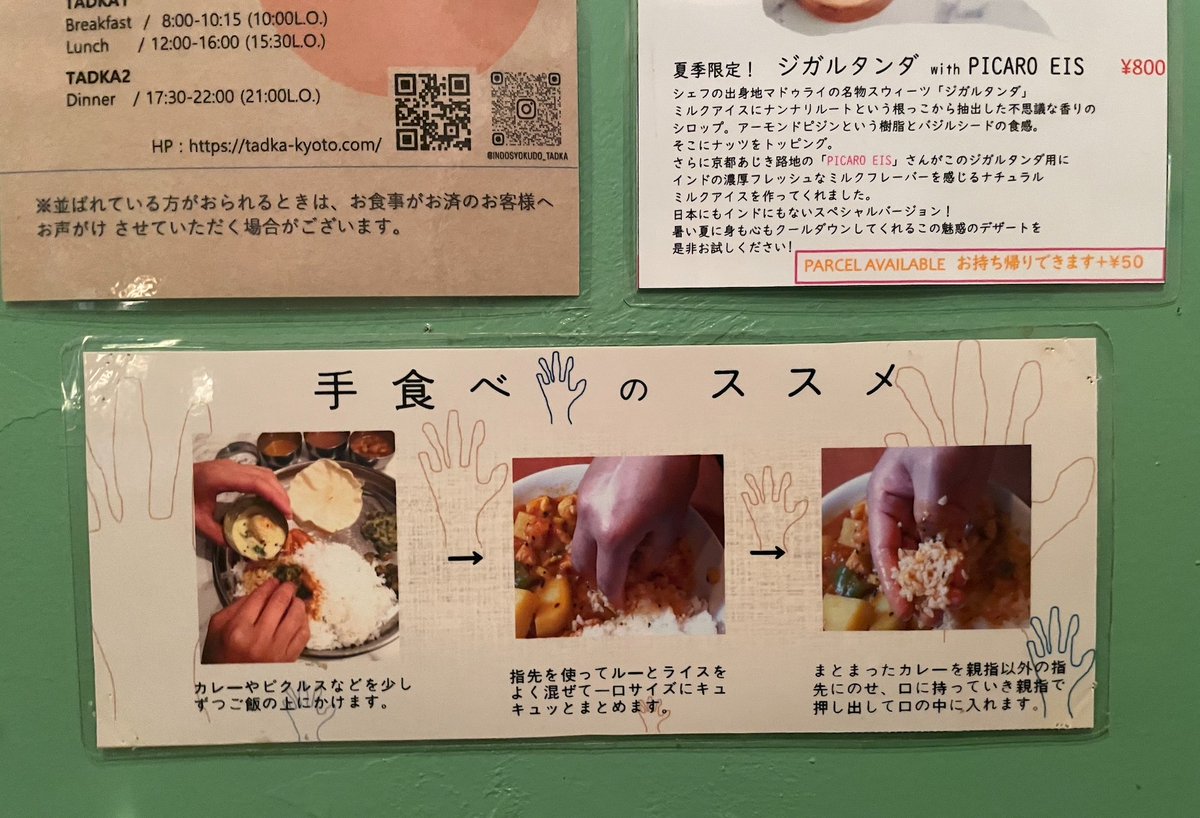 TADKA1
Breakfast / 8:00-10:15 (10:00L.O.)
Lunch / 12:00-16:00 (15:30L.O.)
TADKA2
Dinner / 17:30-22:00 (21:00L.O.)
HP : https://tadka-kyoto.com/
@INDOSYOKUDO_TADKA
※並ばれている方がおられるときは、お食事がお済のお客様へ
お声がけ させていただく場合がございます。
夏季限定! ジガルタンダ with PICARO EIS ¥800
シェフの出身地マドゥライの名物スウィーツ「ジガルタンダ」
ミルクアイスにナンナリルートという根っこから抽出した不思議な香りの
シロップ。アーモンドピジンという樹脂とバジルシードの食感。
そこにナッツをトッピング。
さらに京都あじき路地の「PICARO EIS」さんがこのジガルタンダ用に
インドの濃厚フレッシュなミルクフレーバーを感じるナチュラル
ミルクアイスを作ってくれました。
日本にもインドにもないスペシャルバージョン!
暑い夏に身も心もクールダウンしてくれるこの魅惑のデザートを
是非お試しください!
PARCEL AVAILABLE お持ち帰りできます+¥50
手食べのススメ
カレーやピクルスなどを少し
ずつご飯の上にかけます。
指先を使ってルーとライスを
よく混ぜて一口サイズにキュ
キュッとまとめます。
まとまったカレーを親指以外の指
先にのせ、口に持っていき親指で
押し出して口の中に入れます。